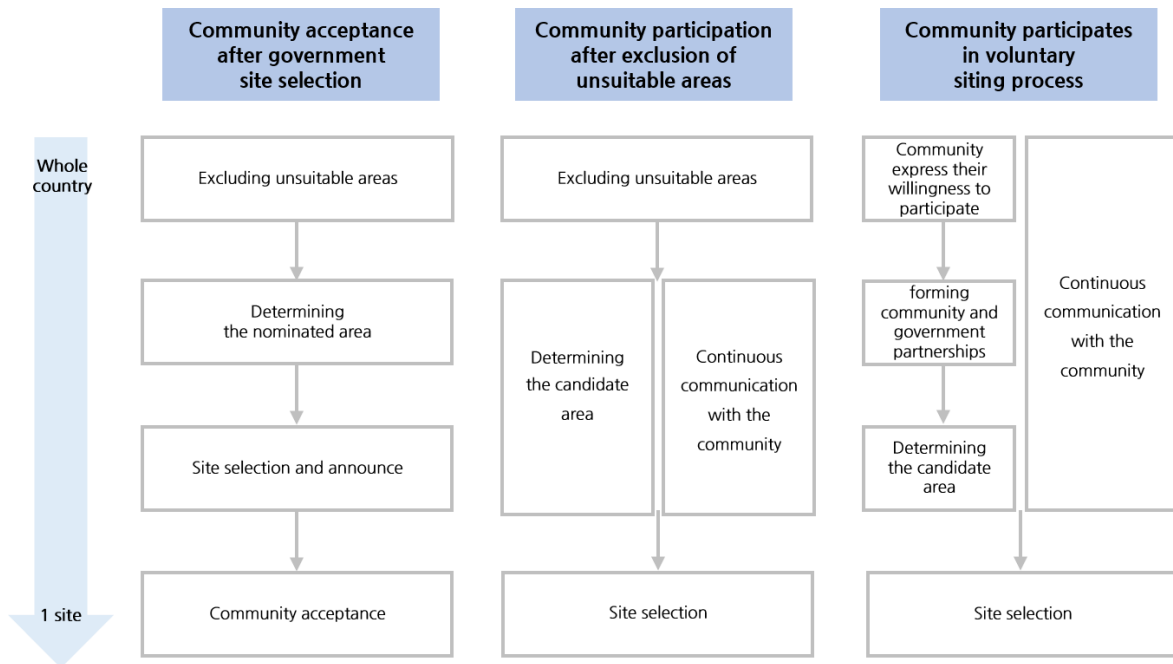 Community acceptance
after government
site selection
Community participation
after exclusion of
unsuitable areas
Community participates
in voluntary
siting process
Whole
country
1 site
Excluding unsuitable areas
Determining
the nominated area
Site selection and announce
Community acceptance
Excluding unsuitable areas
Determining
the candidate
area
Continuous
communication
with the
community
Site selection
Community
express their
willingness to
participate
forming
community and
government
partnerships
Determining
the candidate
area
Continuous
communication
with the
community
Site selection